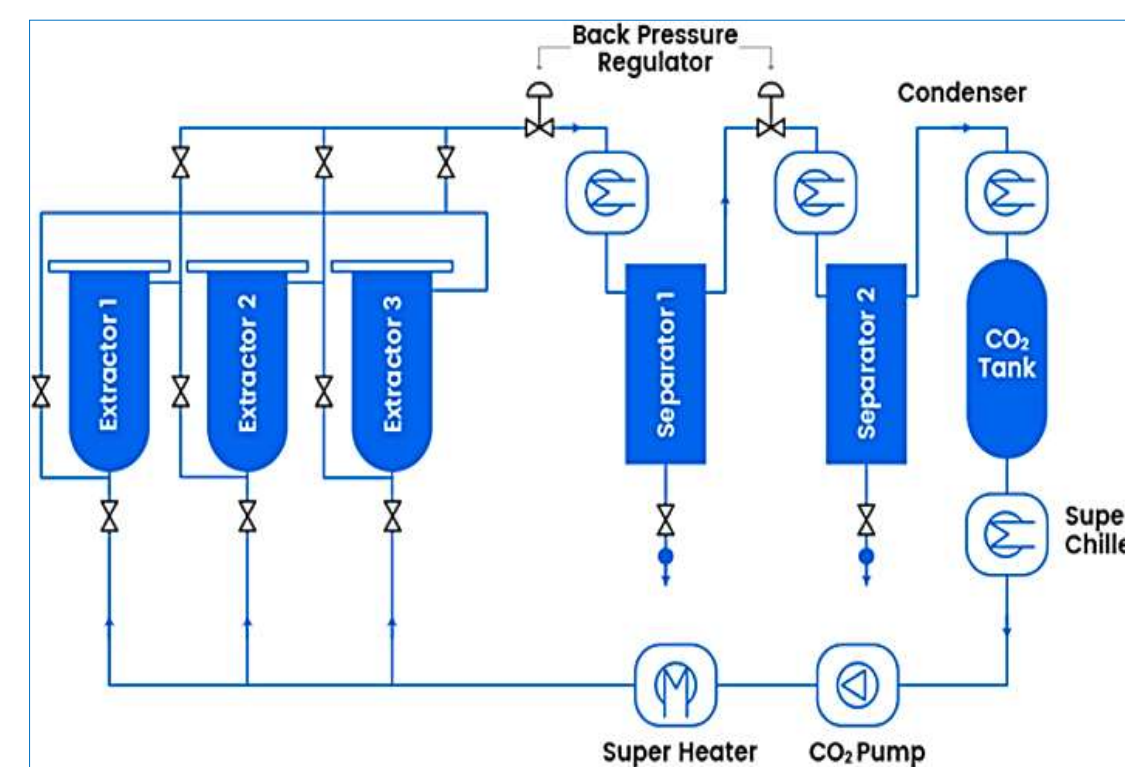 Back Pressure
Regulator
Condenser
Extractor 1
Extractor 2
Extractor 3
Separator 1
Separator 2
CO₂
Tank
Supe
Chille
Super Heater
CO₂ Pump